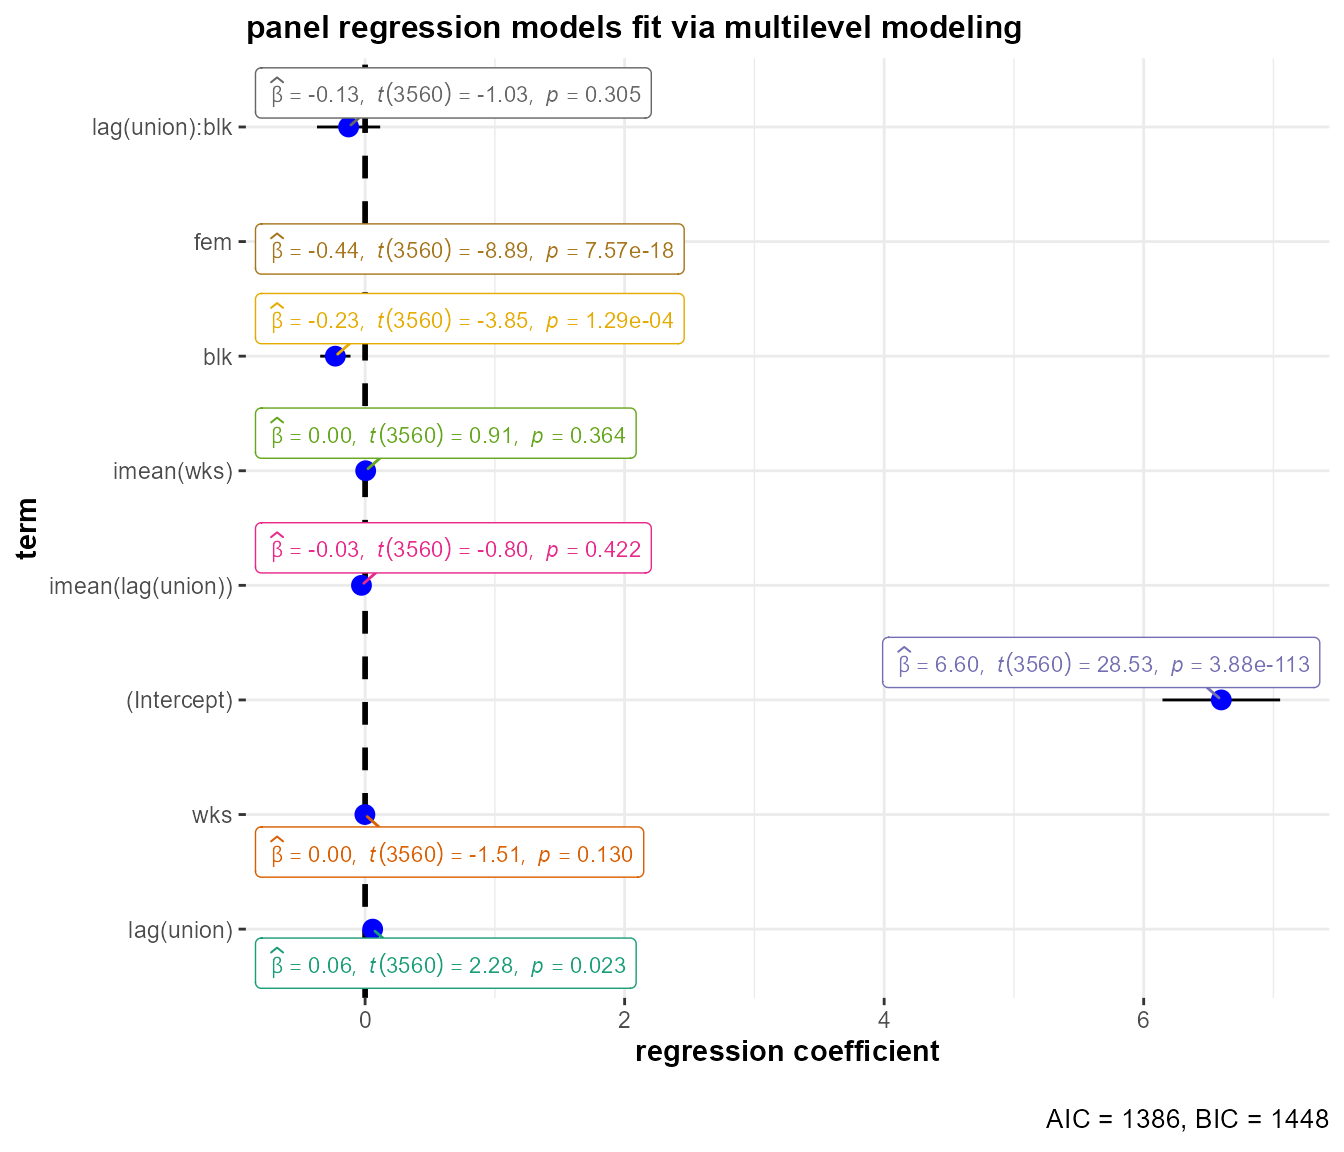 panel regression models fit via multilevel modeling
β̂ = -0.13, t(3560) = -1.03, p = 0.305
lag(union):blk
fem
β̂ = -0.44, t(3560) = -8.89, p = 7.57e-18
β̂ = -0.23, t(3560) = -3.85, p = 1.29e-04
blk
β̂ = 0.00, t(3560) = 0.91, p = 0.364
imean(wks)
term
β̂ = -0.03, t(3560) = -0.80, p = 0.422
imean(lag(union))
β̂ = 6.60, t(3560) = 28.53, p = 3.88e-113
(Intercept)
wks
β̂ = 0.00, t(3560) = -1.51, p = 0.130
lag(union)
β̂ = 0.06, t(3560) = 2.28, p = 0.023
0 2 4 6
regression coefficient
AIC = 1386, BIC = 1448